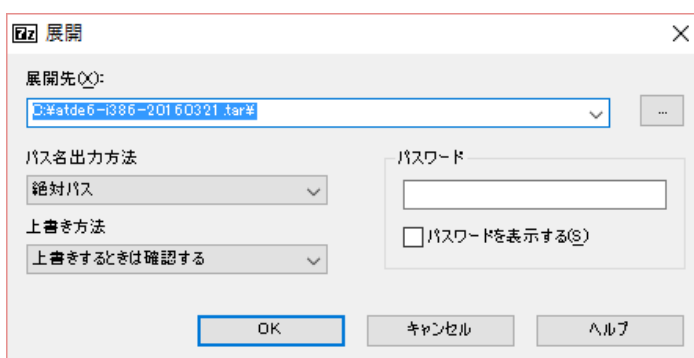 7z 展開
展開先(X):
C:¥atde6-i386-20160321.tar¥
...
パス名出力方法
絶対パス
上書き方法
上書きするときは確認する
パスワード
パスワードを表示する(S)
OK
キャンセル
ヘルプ